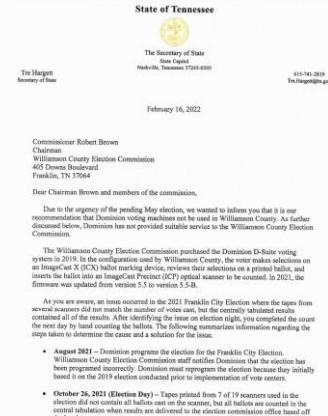 State of Tennessee
The Secretary of State
State Capitol
Nashville, Tennessee 37243-0305
Tre Hargett
Secretary of State
615-741-2819
Tre.Hargett@tn.go
February 16, 2022
Commissioner Robert Brown
Chairman
Williamson County Election Commission
405 Downs Boulevard
Franklin, TN 37064
Dear Chairman Brown and members of the commission,
Due to the urgency of the pending May election, we wanted to inform you that it is our
recommendation that Dominion voting machines not be used in Williamson County. As further
discussed below, Dominion has not provided suitable service to the Williamson County Election
Commission.
The Williamson County Election Commission purchased the Dominion D-Suite voting
system in 2019. In the configuration used by Williamson County, the voter makes selections on
an ImageCast X (ICX) ballot marking device, reviews their selections on a printed ballot, and
inserts the ballot into an ImageCast Precinct (ICP) optical scanner to be counted. In 2021, the
firmware was updated from version 5.5 to version 5.5-B.
As you are aware, an issue occurred in the 2021 Franklin City Election where the tapes from
several scanners did not match the number of votes cast, but the centrally tabulated results
contained all of the results. After identifying the issue on election night, you completed the count
the next day by hand counting the ballots. The following summarizes information regarding the
steps taken to determine the cause and a solution for the issue.
• August 2021 – Dominion programs the election for the Franklin City Election.
Williamson County Election Commission staff notifies Dominion that the election has
been programed incorrectly. Dominion must reprogram the election because they initially
based it on the 2019 election conducted prior to implementation of vote centers.
• October 26, 2021 (Election Day) – Tapes printed from 7 of 19 scanners used in the
election did not contain all ballots cast on the scanner, but all ballots are counted in the
central tabulation when results are delivered to the election commission office based off